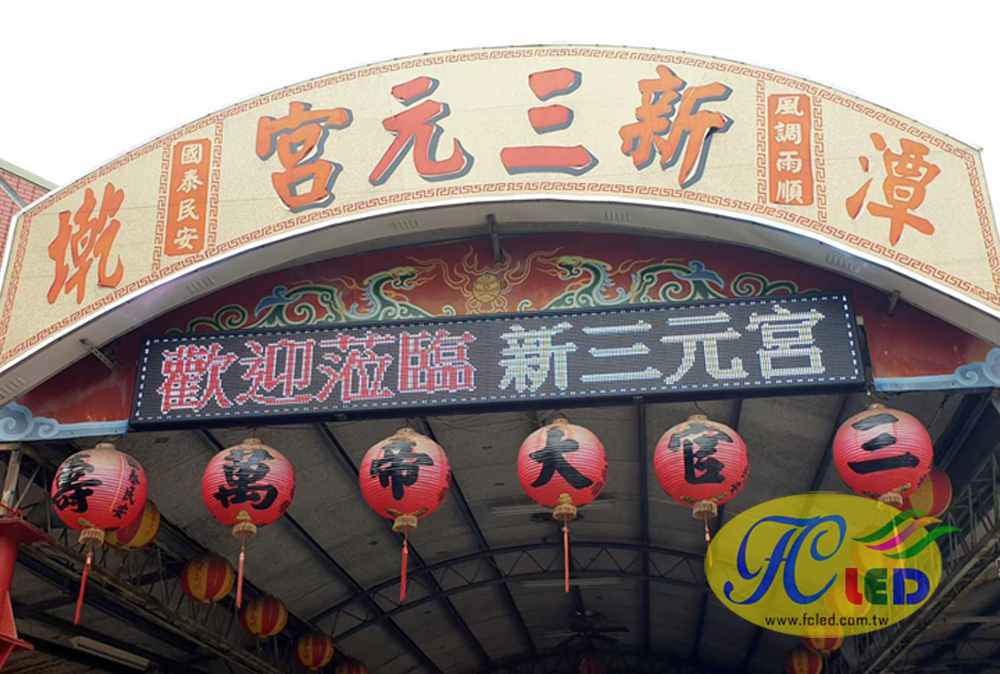 潭
風調雨順
新三元宮
國泰民安
歡迎蒞臨 新三元宮
三官大帝萬壽
FC LED
www.fcled.com.tw